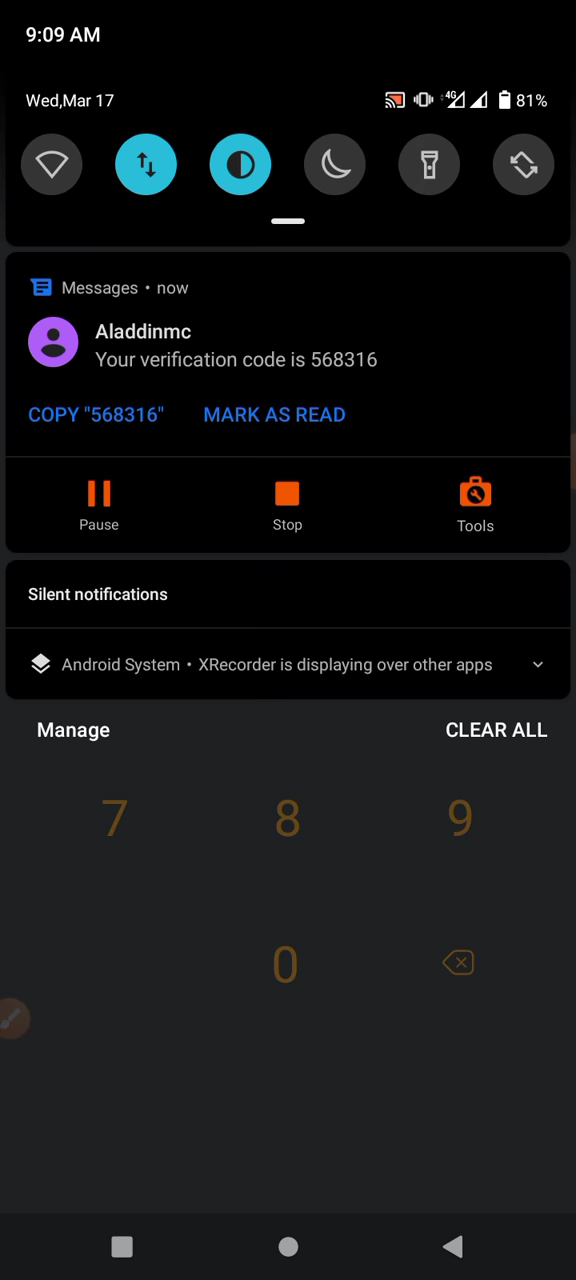 9:09 AM
Wed,Mar 17
4G 81%
Messages • now
Aladdinmc
Your verification code is 568316
COPY "568316" MARK AS READ
Pause Stop Tools
Silent notifications
Android System • XRecorder is displaying over other apps
Manage CLEAR ALL
7 8 9
0